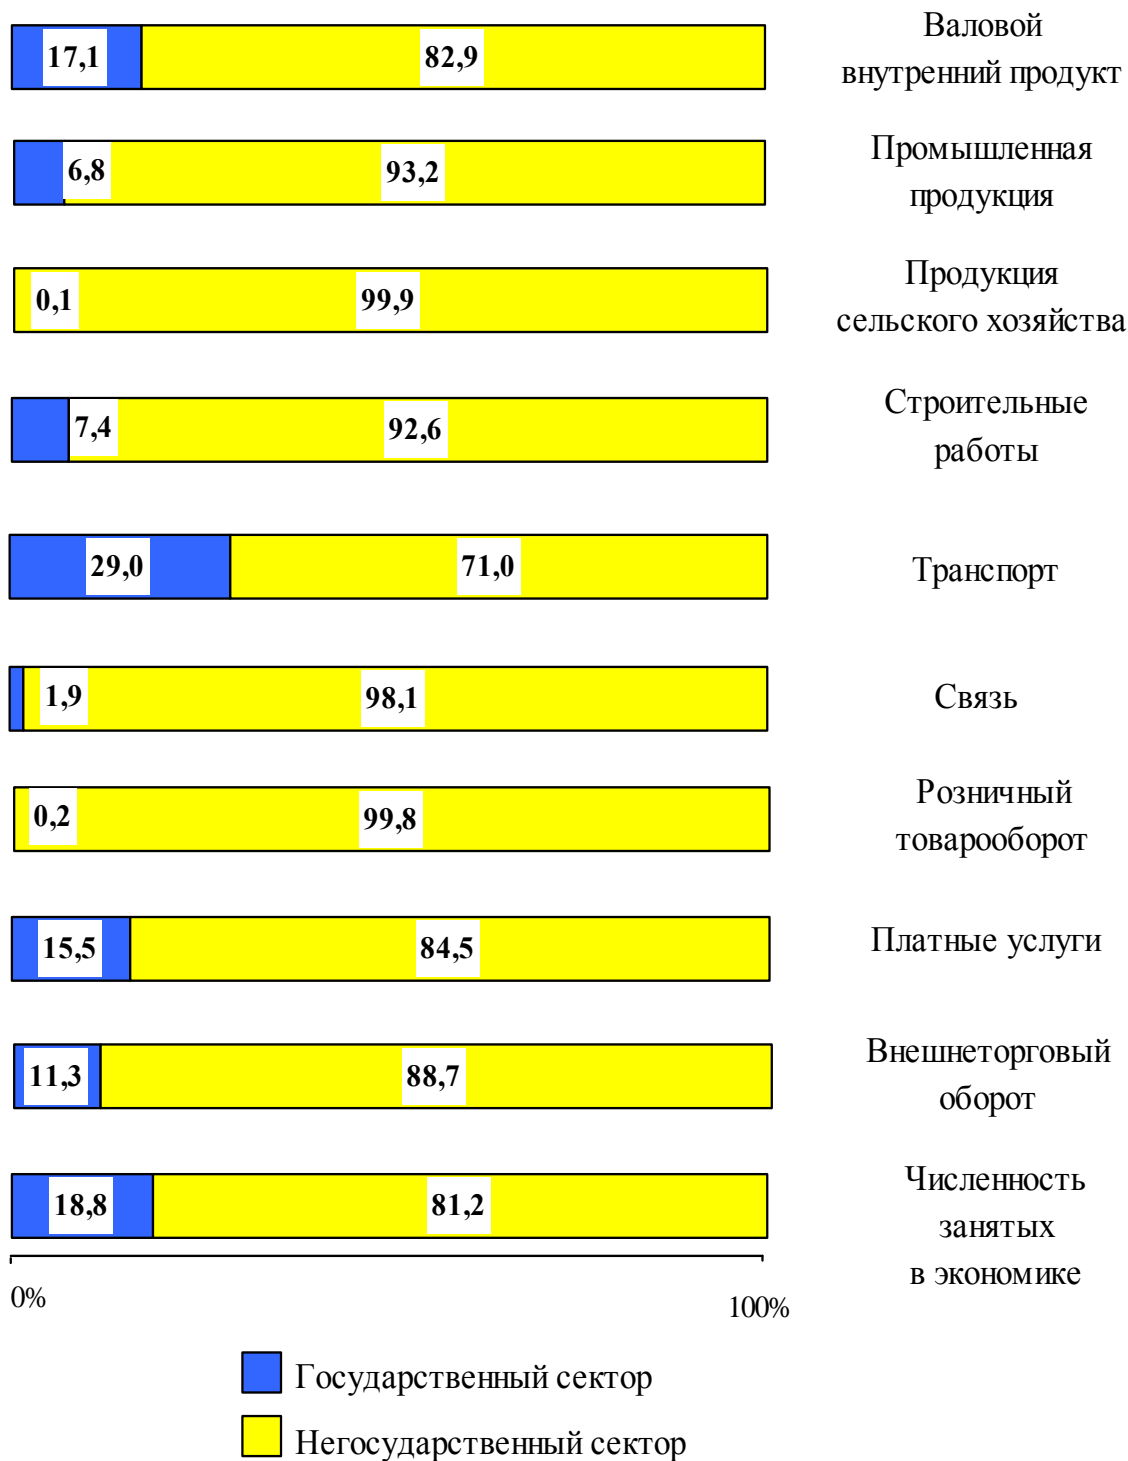 17,1 82,9
Валовой
внутренний продукт
6,8 93,2
Промышленная
продукция
0,1 99,9
Продукция
сельского хозяйства
7,4 92,6
Строительные
работы
29,0 71,0
Транспорт
1,9 98,1
Связь
0,2 99,8
Розничный
товарооборот
15,5 84,5
Платные услуги
11,3 88,7
Внешнеторговый
оборот
18,8 81,2
Численность
занятых
в экономике
0% 100%
Государственный сектор
Негосударственный сектор